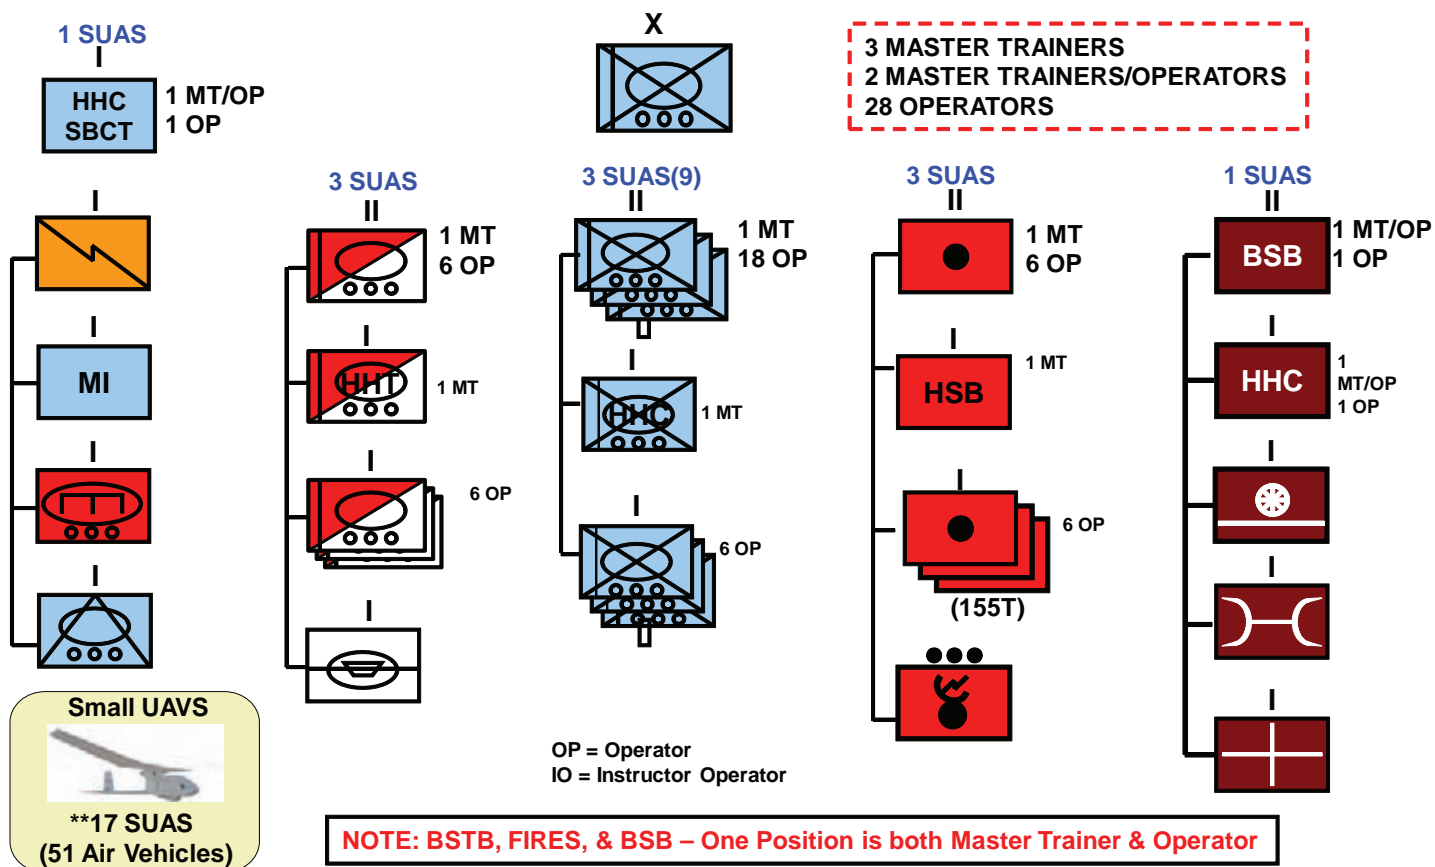 1 SUAS
I
HHC
SBCT
1 MT/OP
1 OP
X
3 MASTER TRAINERS
2 MASTER TRAINERS/OPERATORS
28 OPERATORS
I
I
MI
I
I
3 SUAS
II
1 MT
6 OP
I
HHT
1 MT
I
6 OP
I
3 SUAS(9)
II
1 MT
18 OP
I
HHC
1 MT
I
6 OP
3 SUAS
II
1 MT
6 OP
I
HSB
1 MT
I
6 OP
(155T)
1 SUAS
II
BSB
1 MT/OP
1 OP
I
HHC
1
MT/OP
1 OP
I
I
I
Small UAVS
**17 SUAS
(51 Air Vehicles)
OP = Operator
IO = Instructor Operator
NOTE: BSTB, FIRES, & BSB – One Position is both Master Trainer & Operator